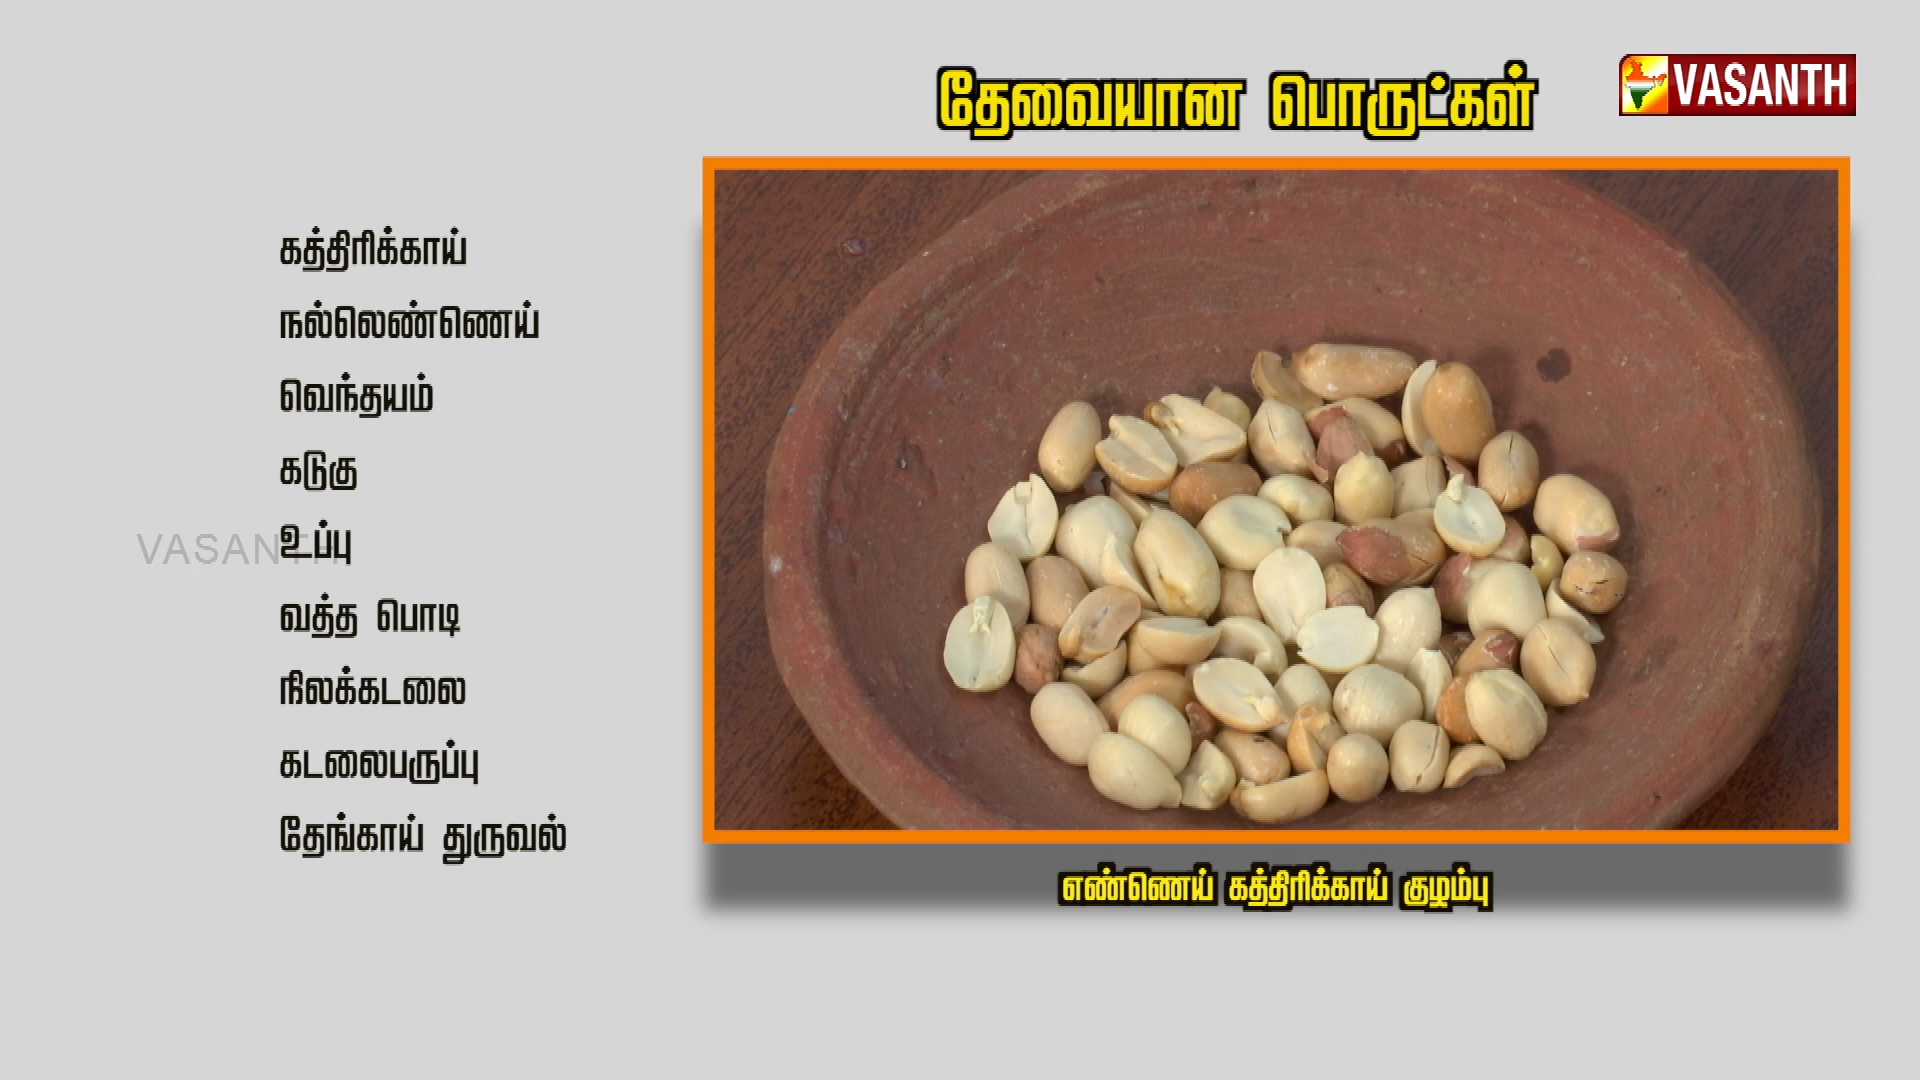 தேவையான பொருட்கள்
VASANTH
கத்திரிக்காய்
நல்லெண்ணெய்
வெந்தயம்
கடுகு
VASANTH
உப்பு
வத்த பொடி
நிலக்கடலை
கடலைபருப்பு
தேங்காய் துருவல்
எண்ணெய் கத்திரிக்காய் குழம்பு